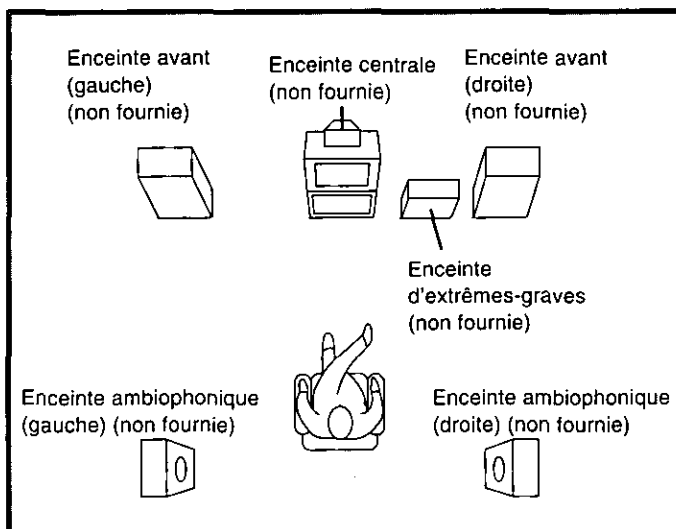 Enceinte avant
(gauche)
(non fournie)
Enceinte centrale
(non fournie)
Enceinte avant
(droite)
(non fournie)
Enceinte
d'extrêmes-graves
(non fournie)
Enceinte ambiophonique
(gauche) (non fournie)
Enceinte ambiophonique
(droite) (non fournie)